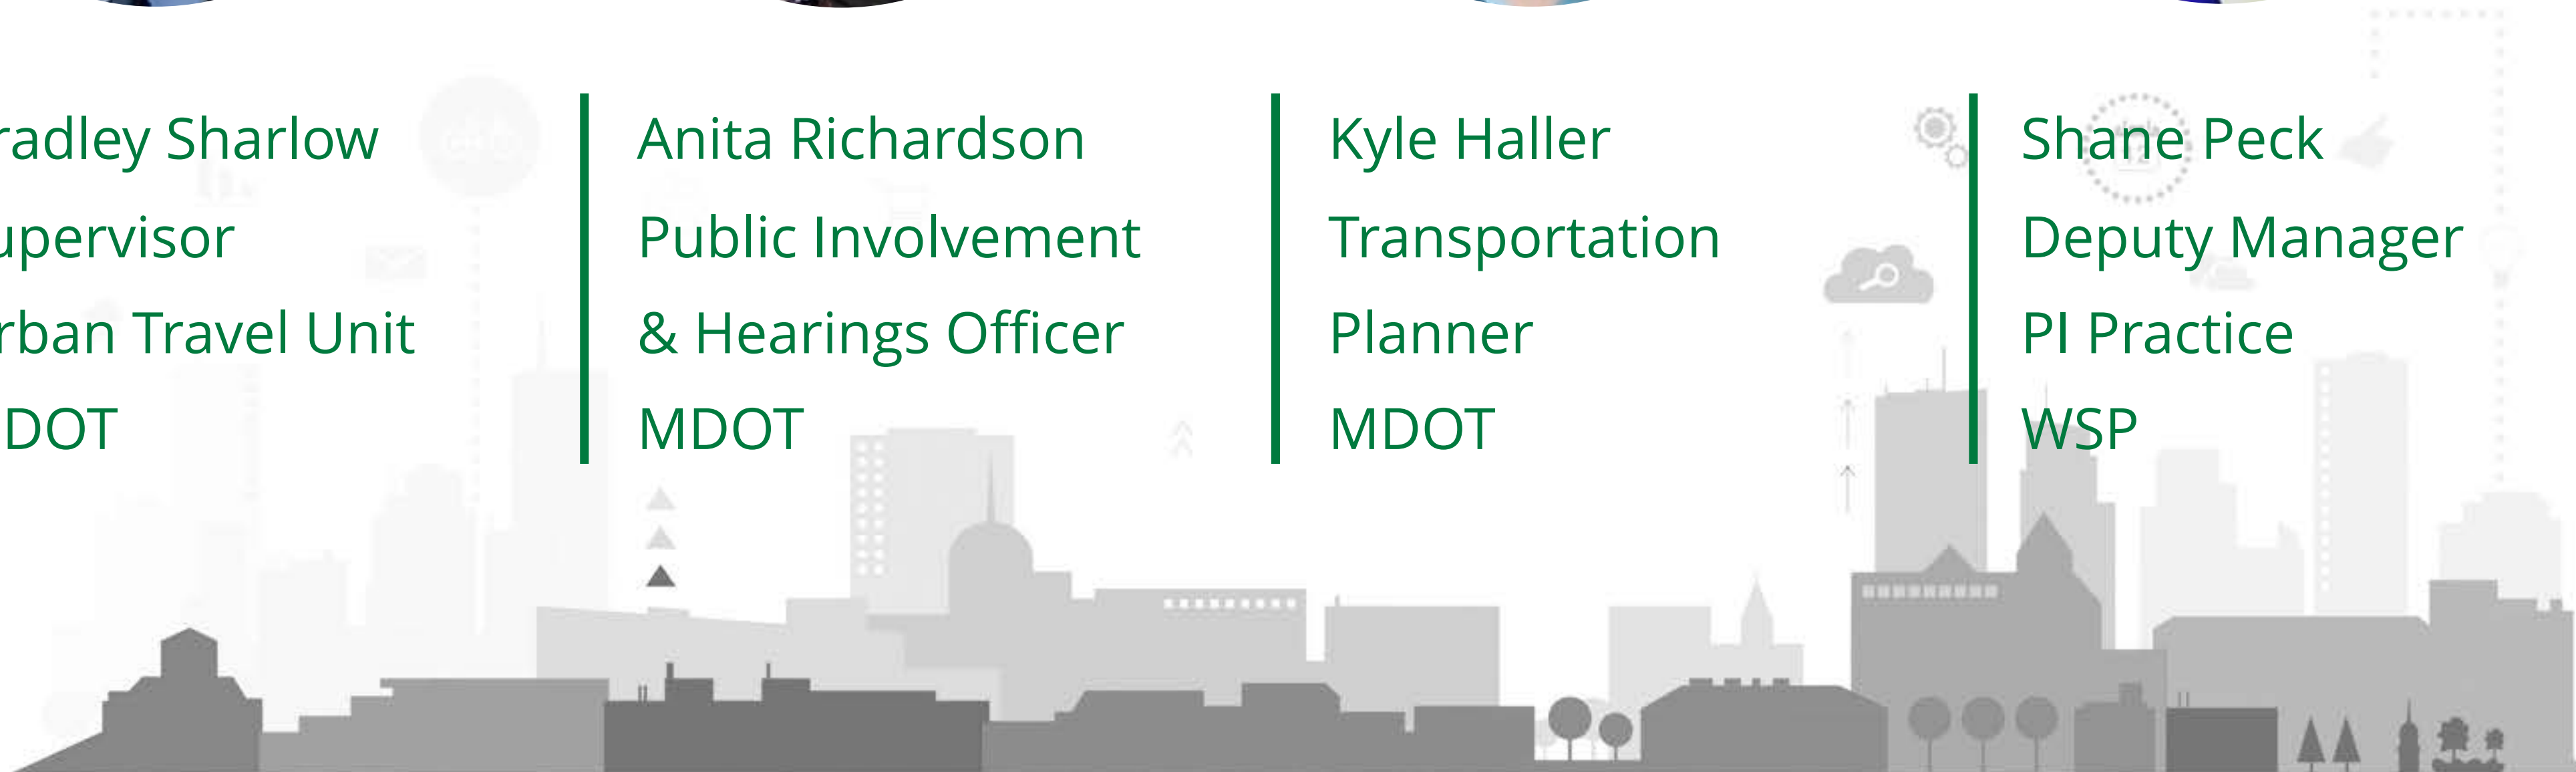 radley Sharlow
upervisor
rban Travel Unit
DOT
Anita Richardson
Public Involvement
& Hearings Officer
MDOT
Kyle Haller
Transportation
Planner
MDOT
Shane Peck
Deputy Manager
PI Practice
WSP